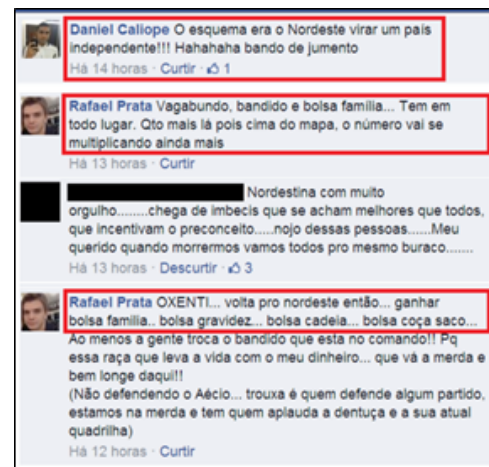 Daniel Caliope O esquema era o Nordeste virar um país
independente!!! Hahahaha bando de jumento
Há 14 horas · Curtir · 1
Rafael Prata Vagabundo, bandido e bolsa família... Tem em
todo lugar. Qto mais lá pois cima do mapa, o número vai se
multiplicando ainda mais
Há 13 horas · Curtir
Nordestina com muito
orgulho.........chega de imbecis que se acham melhores que todos,
que incentivam o preconceito.....nojo dessas pessoas......Meu
querido quando morrermos vamos todos pro mesmo buraco.......
Há 13 horas · Descurtir · 3
Rafael Prata OXENTI... volta pro nordeste então... ganhar
bolsa familia.. bolsa gravidez... bolsa cadeia... bolsa coça saco...
Ao menos a gente troca o bandido que esta no comando!! Pq
essa raça que leva a vida com o meu dinheiro... que vá a merda e
bem longe daqui!!
(Não defendendo o Aécio... trouxa é quem defende algum partido,
estamos na merda e tem quem aplauda a dentuça e a sua atual
quadrilha)
Há 12 horas · Curtir